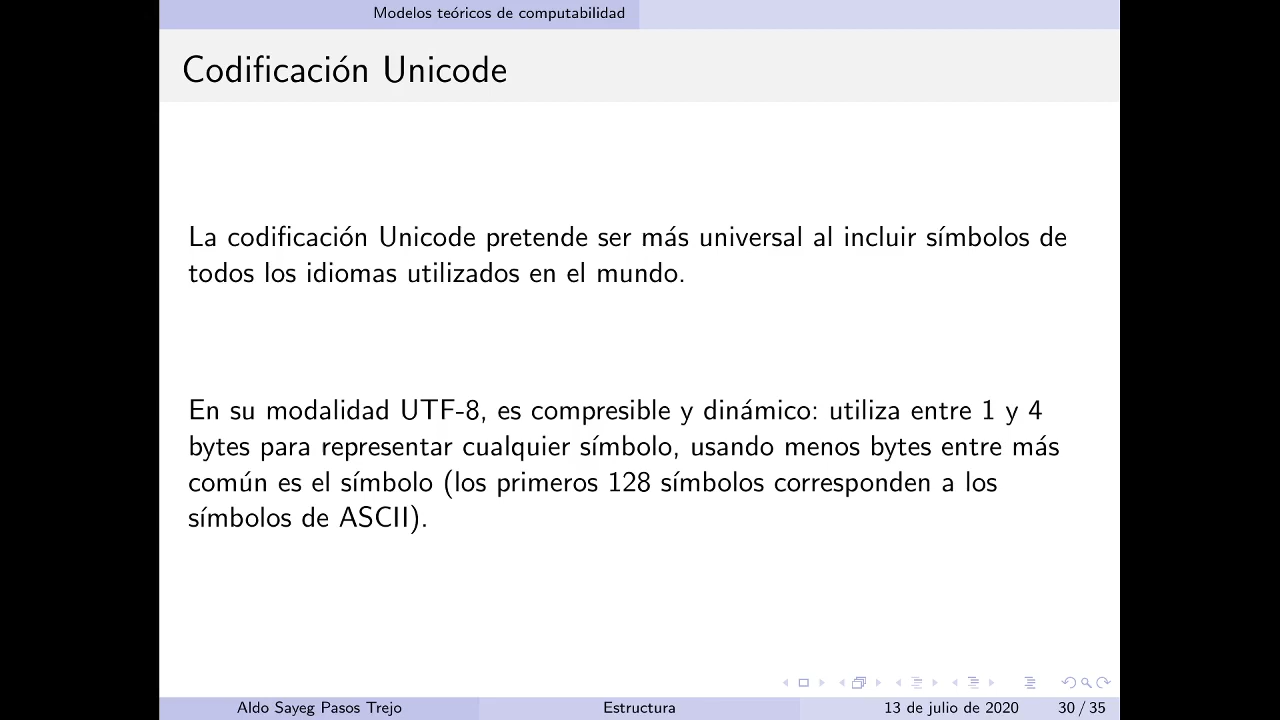 Modelos teóricos de computabilidad
Codificación Unicode
La codificación Unicode pretende ser más universal al incluir símbolos de
todos los idiomas utilizados en el mundo.
En su modalidad UTF-8, es compresible y dinámico: utiliza entre 1 y 4
bytes para representar cualquier símbolo, usando menos bytes entre más
común es el símbolo (los primeros 128 símbolos corresponden a los
símbolos de ASCII).
Aldo Sayeg Pasos Trejo Estructura 13 de julio de 2020 30 / 35